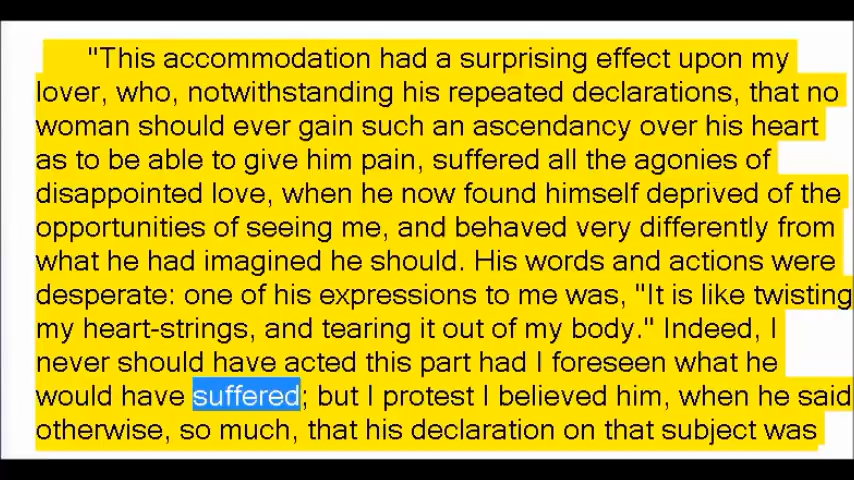 "This accommodation had a surprising effect upon my
lover, who, notwithstanding his repeated declarations, that no
woman should ever gain such an ascendancy over his heart
as to be able to give him pain, suffered all the agonies of
disappointed love, when he now found himself deprived of the
opportunities of seeing me, and behaved very differently from
what he had imagined he should. His words and actions were
desperate: one of his expressions to me was, "It is like twisting
my heart-strings, and tearing it out of my body." Indeed, I
never should have acted this part had I foreseen what he
would have suffered; but I protest I believed him, when he said
otherwise, so much, that his declaration on that subject was